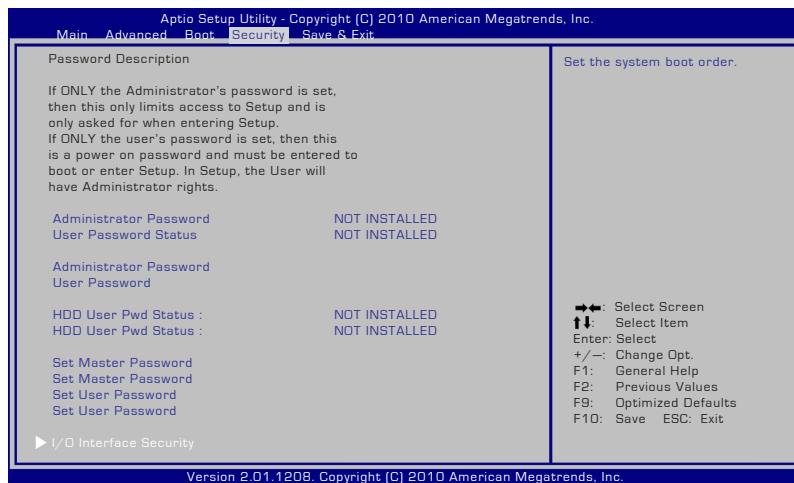 Aptio Setup Utility - Copyright (C) 2010 American Megatrends, Inc.
Main Advanced Boot Security Save & Exit
Password Description
If ONLY the Administrator's password is set,
then this only limits access to Setup and is
only asked for when entering Setup.
If ONLY the user's password is set, then this
is a power on password and must be entered to
boot or enter Setup. In Setup, the User will
have Administrator rights.
Administrator Password NOT INSTALLED
User Password Status NOT INSTALLED
Administrator Password
User Password
HDD User Pwd Status : NOT INSTALLED
HDD User Pwd Status : NOT INSTALLED
Set Master Password
Set Master Password
Set User Password
Set User Password
▶ I/O Interface Security
Set the system boot order.
→←: Select Screen
↑↓: Select Item
Enter: Select
+/—: Change Opt.
F1: General Help
F2: Previous Values
F9: Optimized Defaults
F10: Save ESC: Exit
Version 2.01.1208. Copyright (C) 2010 American Megatrends, Inc.